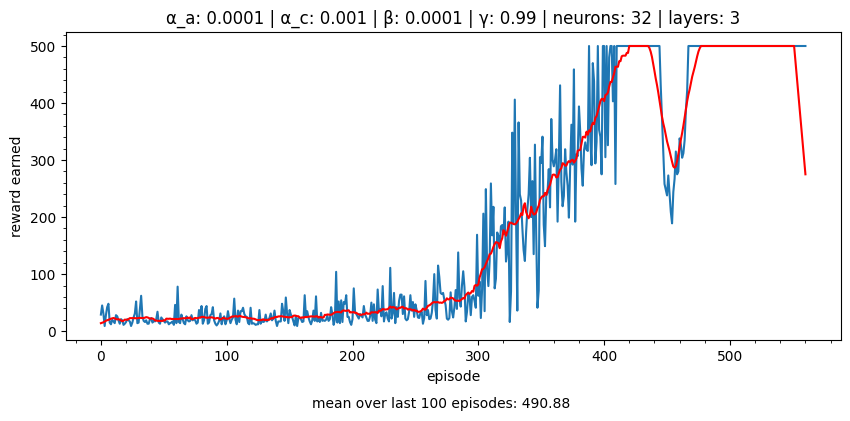 α_a: 0.0001 | α_c: 0.001 | β: 0.0001 | γ: 0.99 | neurons: 32 | layers: 3
500
400
300
200
100
0
reward earned
0 100 200 300 400 500
episode
mean over last 100 episodes: 490.88